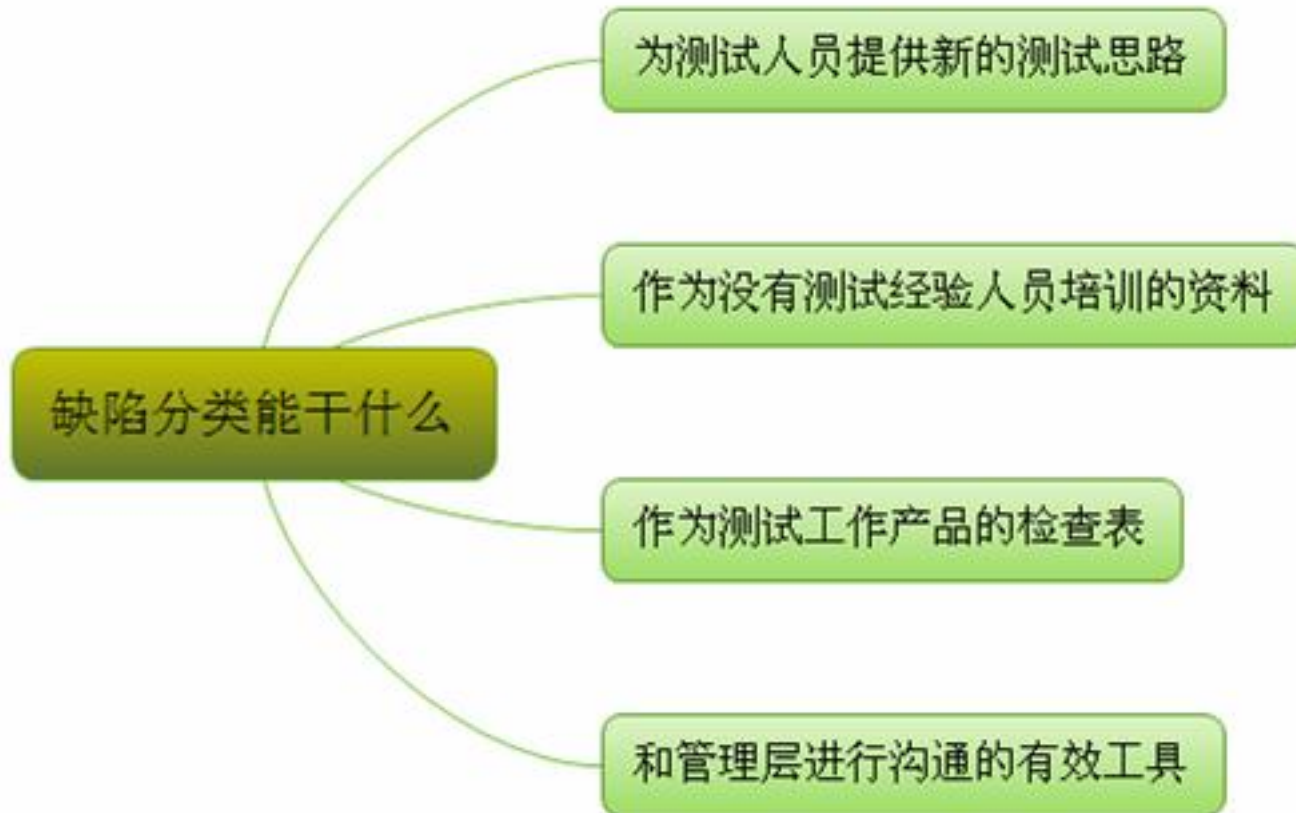 为测试人员提供新的测试思路
作为没有测试经验人员培训的资料
缺陷分类能干什么
作为测试工作产品的检查表
和管理层进行沟通的有效工具